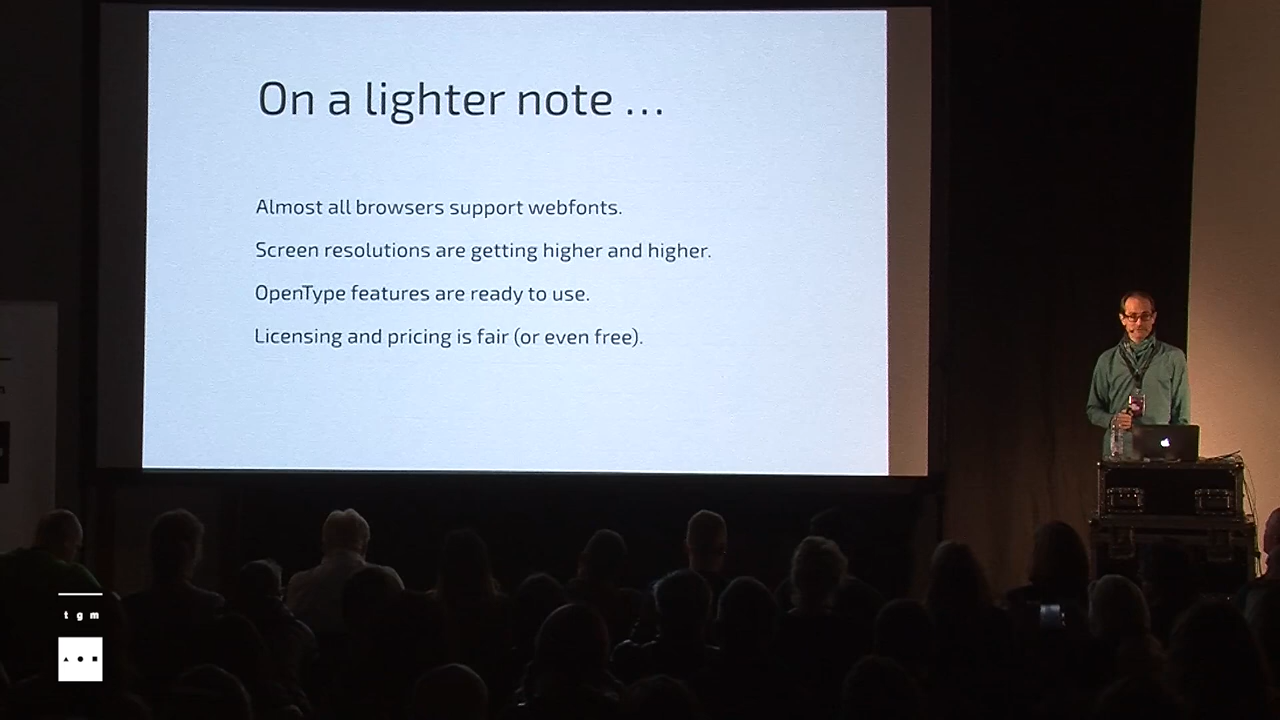 On a lighter note …
Almost all browsers support webfonts.
Screen resolutions are getting higher and higher.
OpenType features are ready to use.
Licensing and pricing is fair (or even free).
t g m